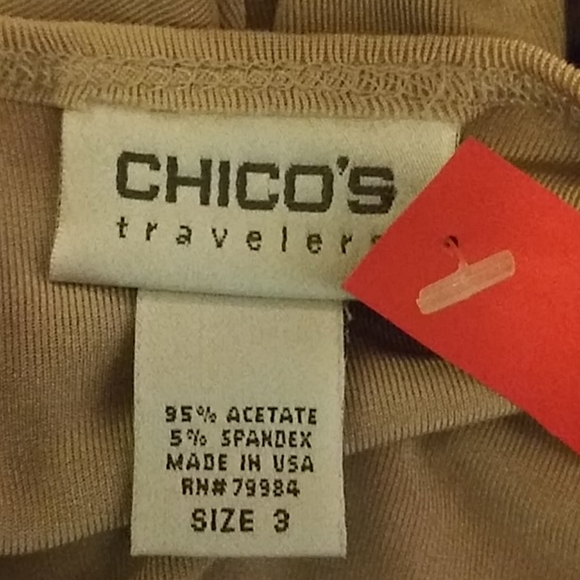 CHICO'S
travelers
95% ACETATE
5% SPANDEX
MADE IN USA
RN#79984
SIZE 3